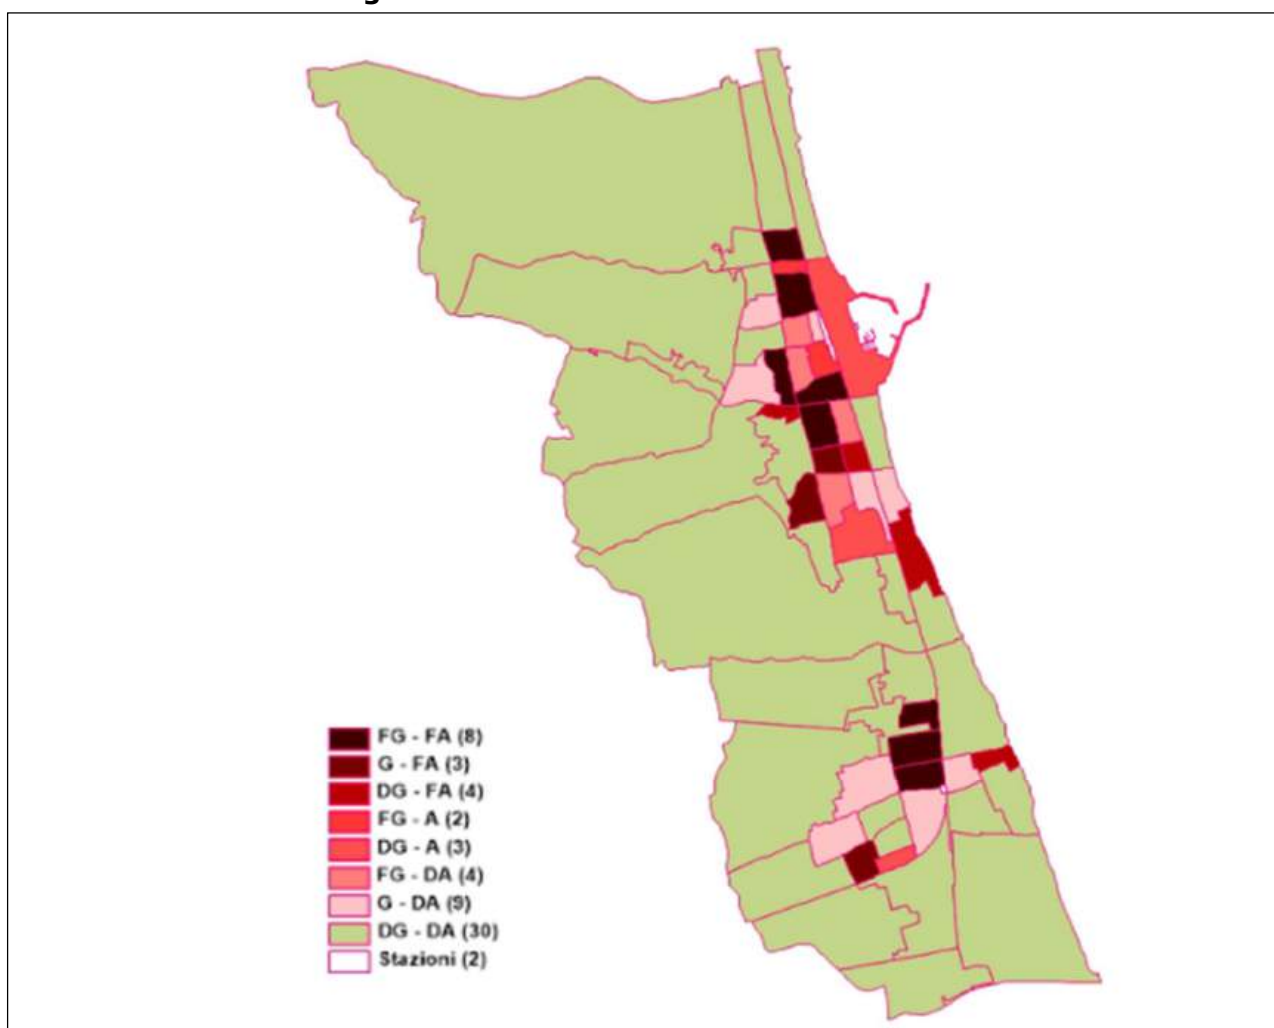 FG - FA (8)
G - FA (3)
DG - FA (4)
FG - A (2)
DG - A (3)
FG - DA (4)
G - DA (9)
DG - DA (30)
Stazioni (2)